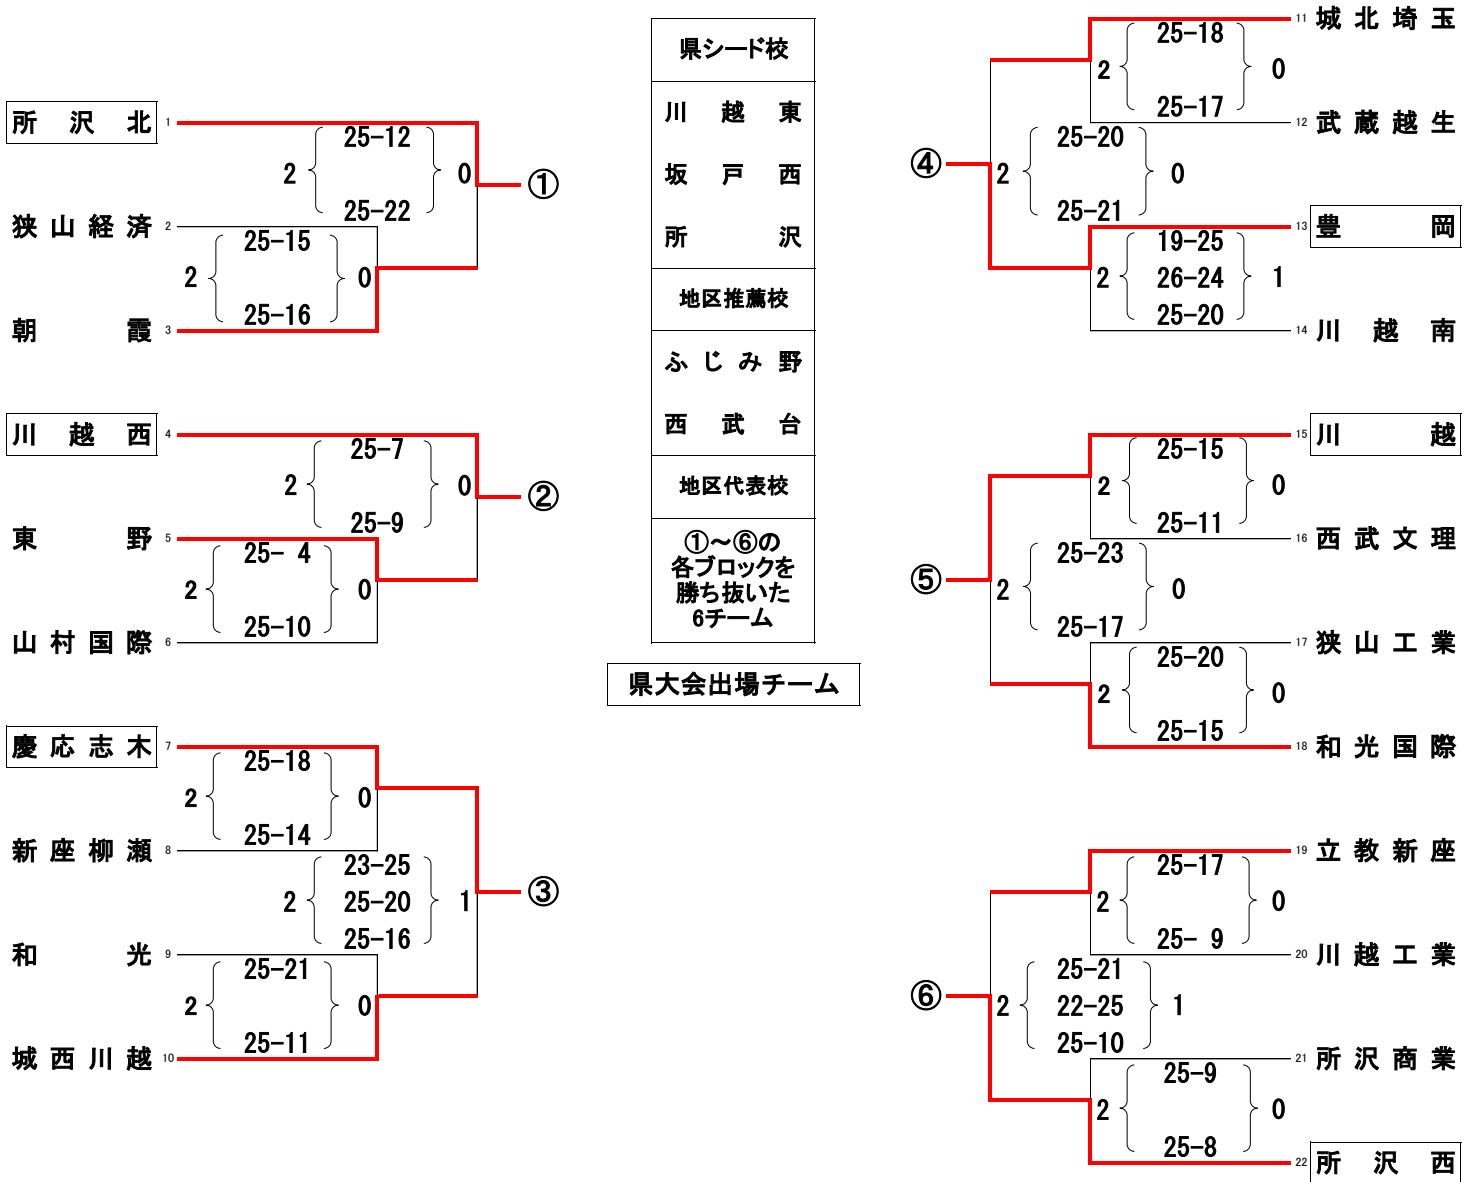 所沢北 1
25-12
2 0
25-22
①
狭山経済 2
25-15
2 0
25-16
朝霞 3
川越西 4
25-7
2 0
25-9
②
東野 5
25- 4
2 0
25-10
山村国際 6
慶応志木 7
25-18
2 0
25-14
新座柳瀬 8
23-25
2 25-20 1
25-16
③
和光 9
25-21
2 0
25-11
城西川越 10
県シード校
川越東
坂戸西
所沢
地区推薦校
ふじみ野
西武台
地区代表校
①～⑥の
各ブロックを
勝ち抜いた
6チーム
県大会出場チーム
11 城北埼玉
25-18
2 0
25-17
12 武蔵越生
④
25-20
2 0
25-21
13 豊岡
19-25
2 26-24 1
25-20
14 川越南
15 川越
25-15
2 0
25-11
16 西武文理
⑤
25-23
2 0
25-17
17 狭山工業
25-20
2 0
25-15
18 和光国際
19 立教新座
25-17
2 0
25- 9
20 川越工業
⑥
25-21
2 22-25 1
25-10
21 所沢商業
25-9
2 0
25-8
22 所沢西